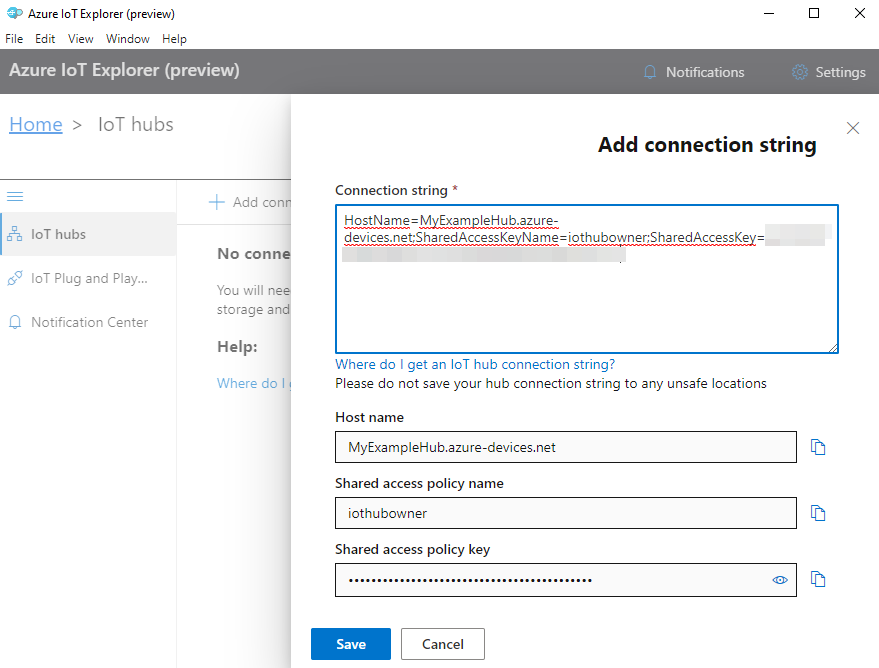 Azure IoT Explorer (preview)
File Edit View Window Help
Azure IoT Explorer (preview)
Notifications
Settings
Home > IoT hubs
Add conn
IoT hubs
IoT Plug and Play...
Notification Center
No conne
You will nee
storage and
Help:
Where do I
Add connection string
Connection string *
HostName=MyExampleHub.azure-
devices.net;SharedAccessKeyName=iothubowner;SharedAccessKey=
Where do I get an IoT hub connection string?
Please do not save your hub connection string to any unsafe locations
Host name
MyExampleHub.azure-devices.net
Shared access policy name
iothubowner
Shared access policy key
•••••••••••••••••••••••••••••••••••••••••••
Save
Cancel